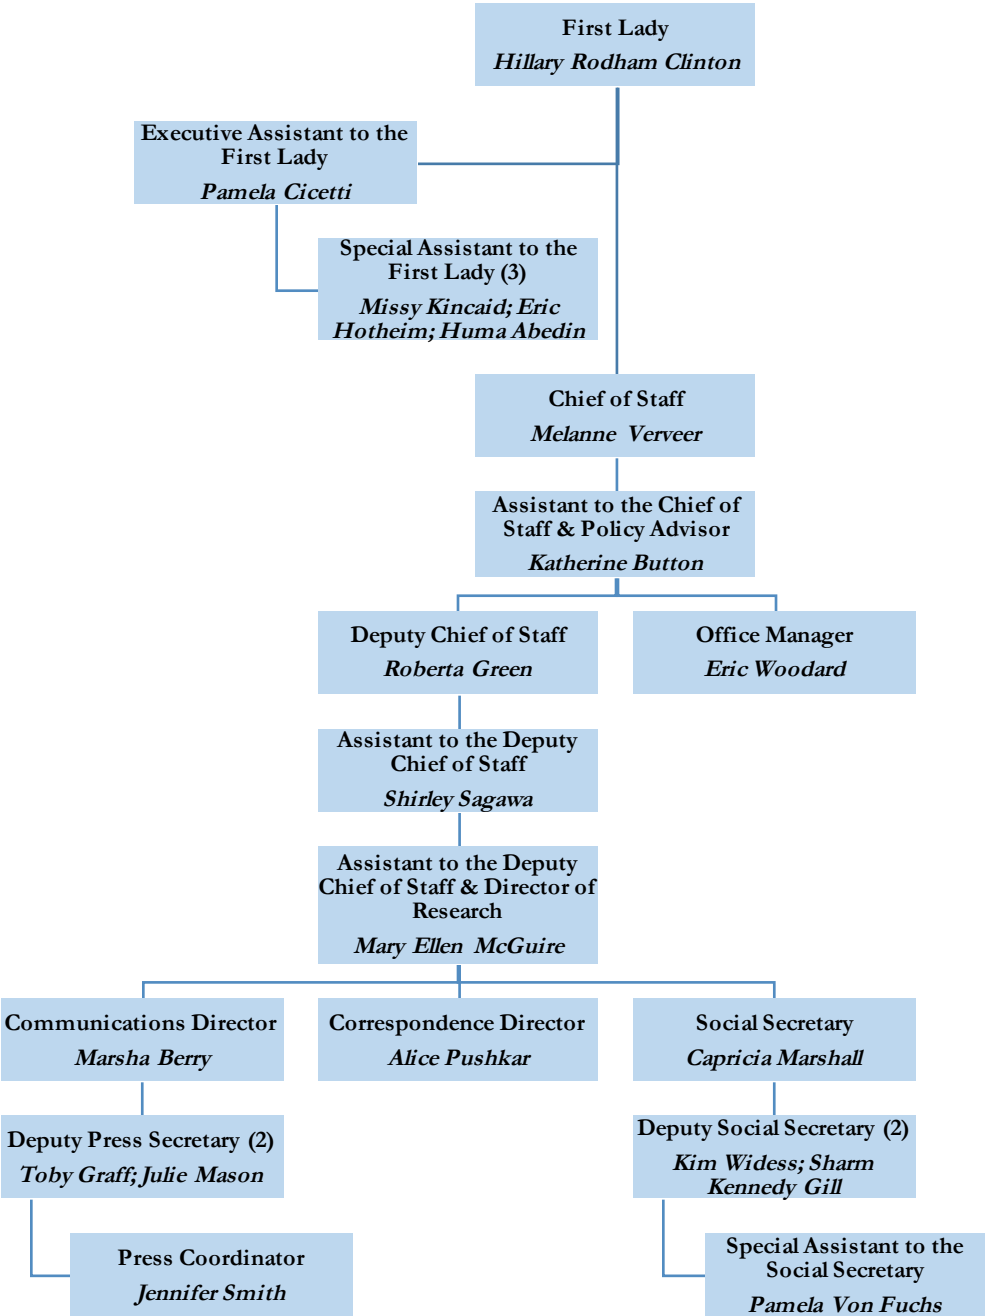 First Lady
Hillary Rodham Clinton
Executive Assistant to the
First Lady
Pamela Cicetti
Special Assistant to the
First Lady (3)
Missy Kincaid; Eric
Hotheim; Huma Abedin
Chief of Staff
Melanne Verveer
Assistant to the Chief of
Staff & Policy Advisor
Katherine Button
Deputy Chief of Staff
Roberta Green
Office Manager
Eric Woodard
Assistant to the Deputy
Chief of Staff
Shirley Sagawa
Assistant to the Deputy
Chief of Staff & Director of
Research
Mary Ellen McGuire
Communications Director
Marsha Berry
Correspondence Director
Alice Pushkar
Social Secretary
Capricia Marshall
Deputy Press Secretary (2)
Toby Graff; Julie Mason
Deputy Social Secretary (2)
Kim Widess; Sharm
Kennedy Gill
Press Coordinator
Jennifer Smith
Special Assistant to the
Social Secretary
Pamela Von Fuchs